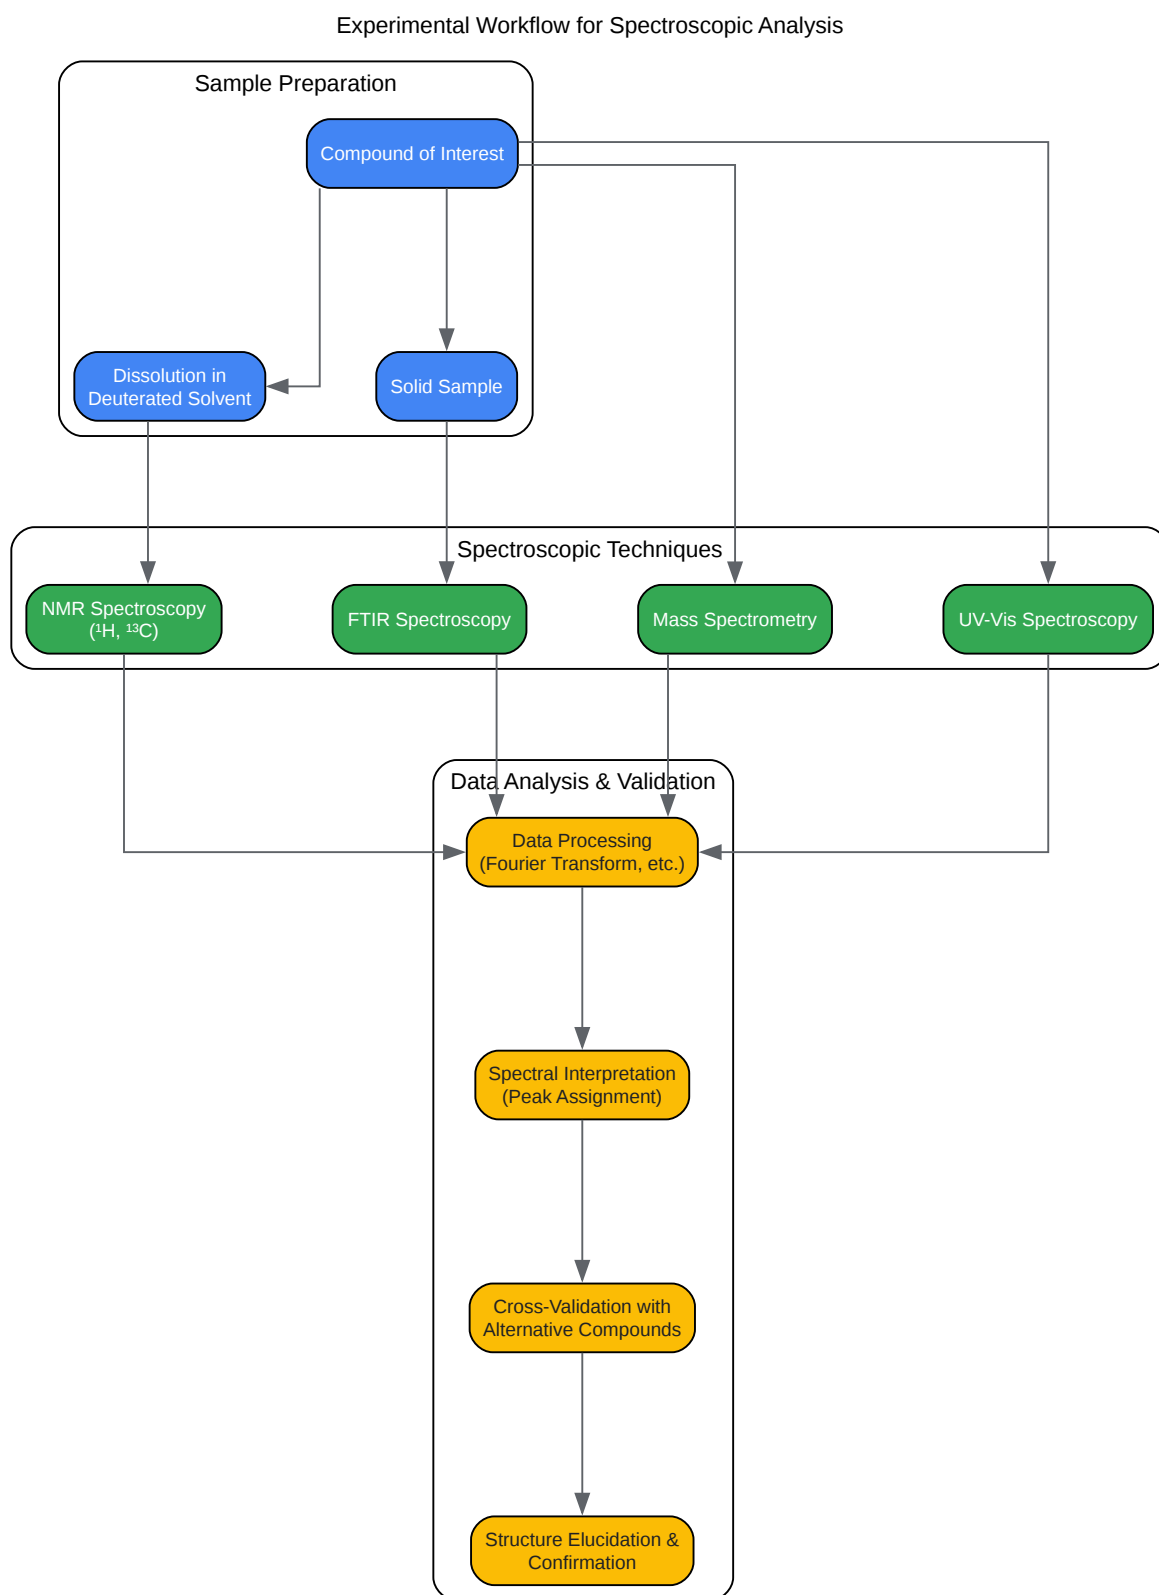 Experimental Workflow for Spectroscopic Analysis
Sample Preparation
Compound of Interest
Dissolution in
Deuterated Solvent
Solid Sample
Spectroscopic Techniques
NMR Spectroscopy
(¹H, ¹³C)
FTIR Spectroscopy
Mass Spectrometry
UV-Vis Spectroscopy
Data Analysis & Validation
Data Processing
(Fourier Transform, etc.)
Spectral Interpretation
(Peak Assignment)
Cross-Validation with
Alternative Compounds
Structure Elucidation &
Confirmation